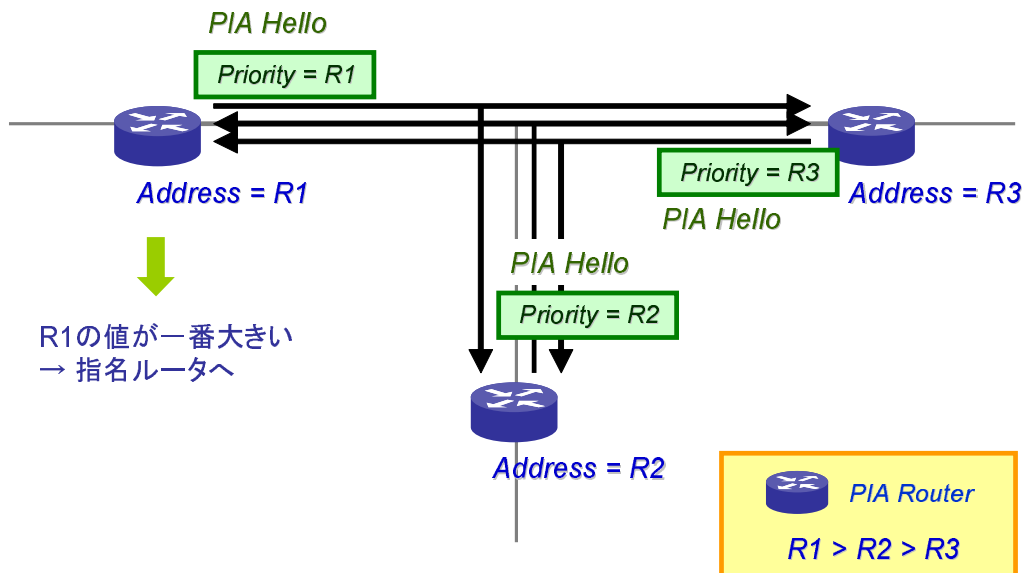 PIA Hello
Priority = R1
Priority = R3
Address = R1
Address = R3
PIA Hello
PIA Hello
Priority = R2
R1の値が一番大きい
→ 指名ルータへ
Address = R2
PIA Router
R1 > R2 > R3